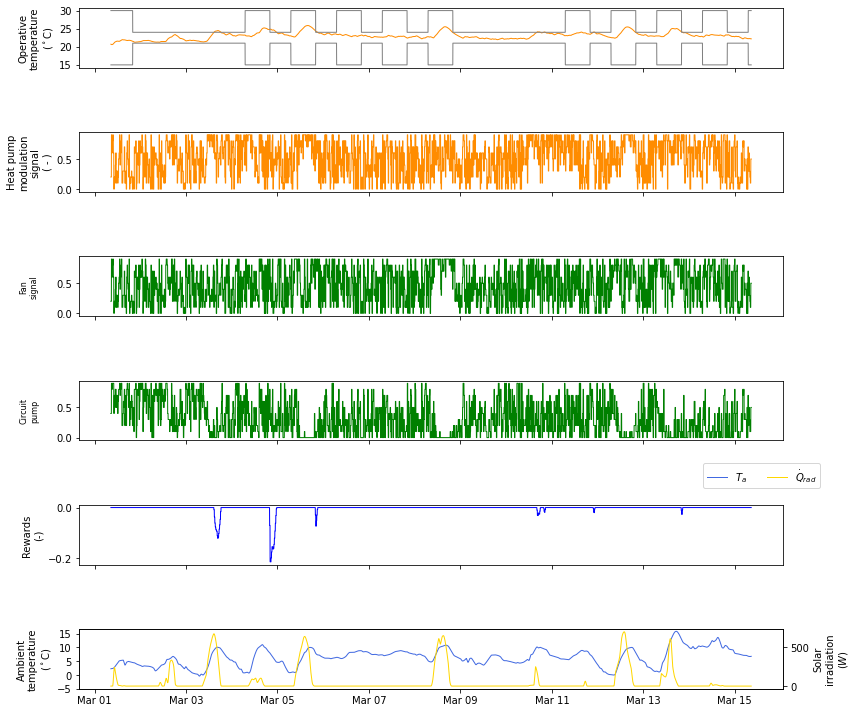 Operative
temperature
(°C)
30
25
20
15
Heat pump
modulation
signal
( - )
0.5
0.0
Fan
signal
0.5
0.0
Circuit
pump
0.5
0.0
T_a
Q̇_rad
Rewards
(-)
0.0
−0.2
Ambient
temperature
(°C)
15
10
5
0
−5
500
0
Solar
irradiation
(W)
Mar 01
Mar 03
Mar 05
Mar 07
Mar 09
Mar 11
Mar 13
Mar 15